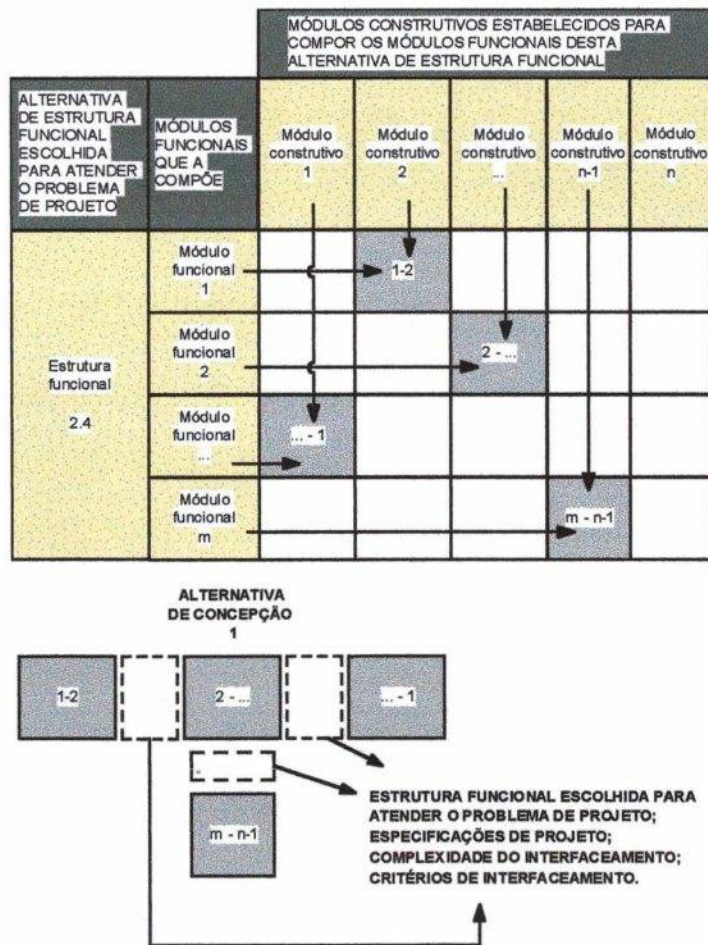 MÓDULOS CONSTRUTIVOS ESTABELECIDOS PARA
COMPOR OS MÓDULOS FUNCIONAIS DESTA
ALTERNATIVA DE ESTRUTURA FUNCIONAL
ALTERNATIVA
DE ESTRUTURA
FUNCIONAL
ESCOLHIDA
PARA ATENDER
O PROBLEMA
DE PROJETO
MÓDULOS
FUNCIONAIS
QUE A
COMPÕE
Módulo
construtivo
1
Módulo
construtivo
2
Módulo
construtivo
...
Módulo
construtivo
n-1
Módulo
construtivo
n
Estrutura
funcional
2.4
Módulo
funcional
1
1-2
Módulo
funcional
2
2 - ...
Módulo
funcional
...
... - 1
Módulo
funcional
m
m - n-1
ALTERNATIVA
DE CONCEPÇÃO
1
1-2
2 - ...
... - 1
m - n-1
ESTRUTURA FUNCIONAL ESCOLHIDA PARA
ATENDER O PROBLEMA DE PROJETO;
ESPECIFICAÇÕES DE PROJETO;
COMPLEXIDADE DO INTERFACEAMENTO;
CRITÉRIOS DE INTERFACEAMENTO.